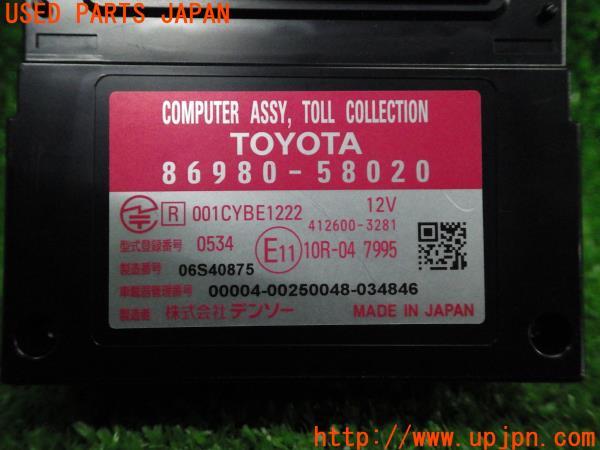 USED PARTS JAPAN
COMPUTER ASSY, TOLL COLLECTION
TOYOTA
86980-58020
R 001CYBE1222 12V
412600-3281
型式登録番号 0534 E11 10R-04 7995
製造番号 06S40875
車載器管理番号 00004-00250048-034846
製造者 株式会社デンソー MADE IN JAPAN
UPJ http://www.upjpn.com